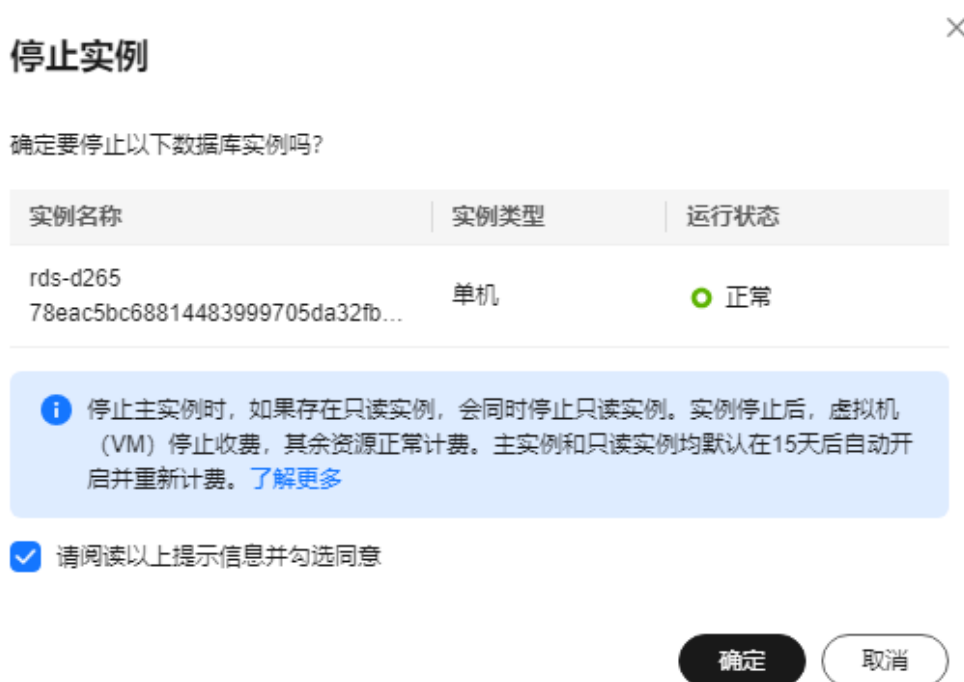 停止实例
确定要停止以下数据库实例吗?
实例名称 实例类型 运行状态
rds-d265
78eac5bc68814483999705da32fb...
单机
正常
停止主实例时，如果存在只读实例，会同时停止只读实例。实例停止后，虚拟机
（VM）停止收费，其余资源正常计费。主实例和只读实例均默认在15天后自动开
启并重新计费。了解更多
请阅读以上提示信息并勾选同意
确定 取消